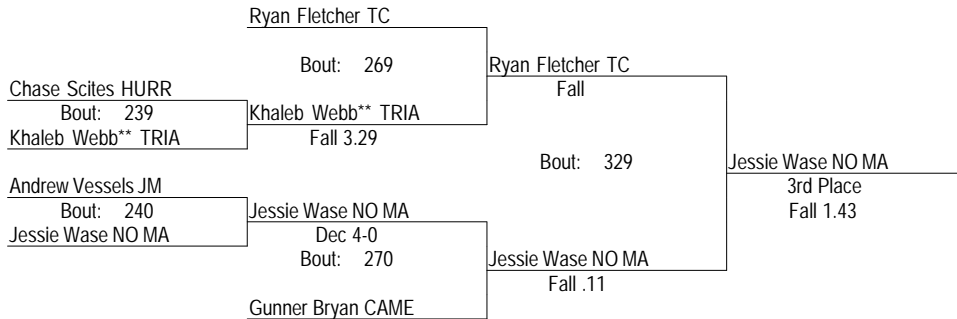 Ryan Fletcher TC
Bout: 269
Ryan Fletcher TC
Fall
Chase Scites HURR
Bout: 239
Khaleb Webb** TRIA
Khaleb Webb** TRIA
Fall 3.29
Bout: 329
Jessie Wase NO MA
3rd Place
Fall 1.43
Andrew Vessels JM
Bout: 240
Jessie Wase NO MA
Jessie Wase NO MA
Dec 4-0
Bout: 270
Jessie Wase NO MA
Fall .11
Gunner Bryan CAME